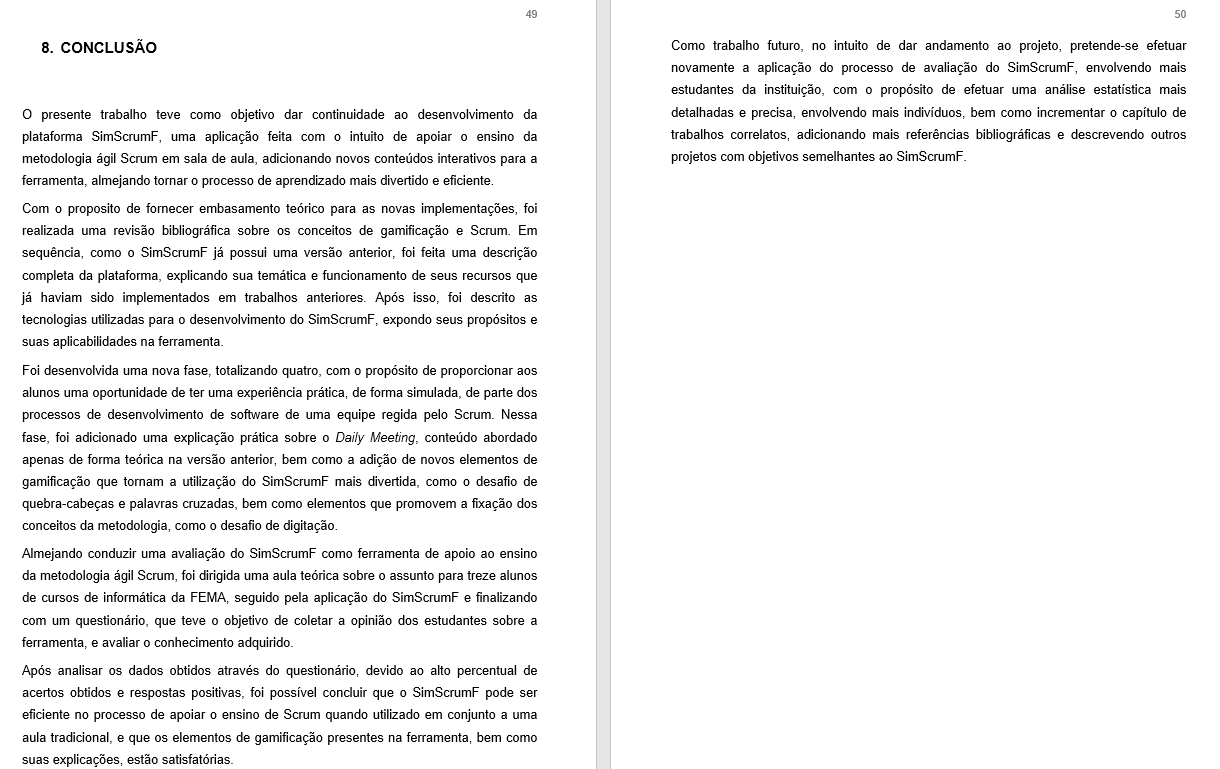 49
8. CONCLUSÃO
O presente trabalho teve como objetivo dar continuidade ao desenvolvimento da
plataforma SimScrumF, uma aplicação feita com o intuito de apoiar o ensino da
metodologia ágil Scrum em sala de aula, adicionando novos conteúdos interativos para a
ferramenta, almejando tornar o processo de aprendizado mais divertido e eficiente.
Com o proposito de fornecer embasamento teórico para as novas implementações, foi
realizada uma revisão bibliográfica sobre os conceitos de gamificação e Scrum. Em
sequência, como o SimScrumF já possui uma versão anterior, foi feita uma descrição
completa da plataforma, explicando sua temática e funcionamento de seus recursos que
já haviam sido implementados em trabalhos anteriores. Após isso, foi descrito as
tecnologias utilizadas para o desenvolvimento do SimScrumF, expondo seus propósitos e
suas aplicabilidades na ferramenta.
Foi desenvolvida uma nova fase, totalizando quatro, com o propósito de proporcionar aos
alunos uma oportunidade de ter uma experiência prática, de forma simulada, de parte dos
processos de desenvolvimento de software de uma equipe regida pelo Scrum. Nessa
fase, foi adicionado uma explicação prática sobre o Daily Meeting, conteúdo abordado
apenas de forma teórica na versão anterior, bem como a adição de novos elementos de
gamificação que tornam a utilização do SimScrumF mais divertida, como o desafio de
quebra-cabeças e palavras cruzadas, bem como elementos que promovem a fixação dos
conceitos da metodologia, como o desafio de digitação.
Almejando conduzir uma avaliação do SimScrumF como ferramenta de apoio ao ensino
da metodologia ágil Scrum, foi dirigida uma aula teórica sobre o assunto para treze alunos
de cursos de informática da FEMA, seguido pela aplicação do SimScrumF e finalizando
com um questionário, que teve o objetivo de coletar a opinião dos estudantes sobre a
ferramenta, e avaliar o conhecimento adquirido.
Após analisar os dados obtidos através do questionário, devido ao alto percentual de
acertos obtidos e respostas positivas, foi possível concluir que o SimScrumF pode ser
eficiente no processo de apoiar o ensino de Scrum quando utilizado em conjunto a uma
aula tradicional, e que os elementos de gamificação presentes na ferramenta, bem como
suas explicações, estão satisfatórias.
50
Como trabalho futuro, no intuito de dar andamento ao projeto, pretende-se efetuar
novamente a aplicação do processo de avaliação do SimScrumF, envolvendo mais
estudantes da instituição, com o propósito de efetuar uma análise estatística mais
detalhadas e precisa, envolvendo mais indivíduos, bem como incrementar o capítulo de
trabalhos correlatos, adicionando mais referências bibliográficas e descrevendo outros
projetos com objetivos semelhantes ao SimScrumF.